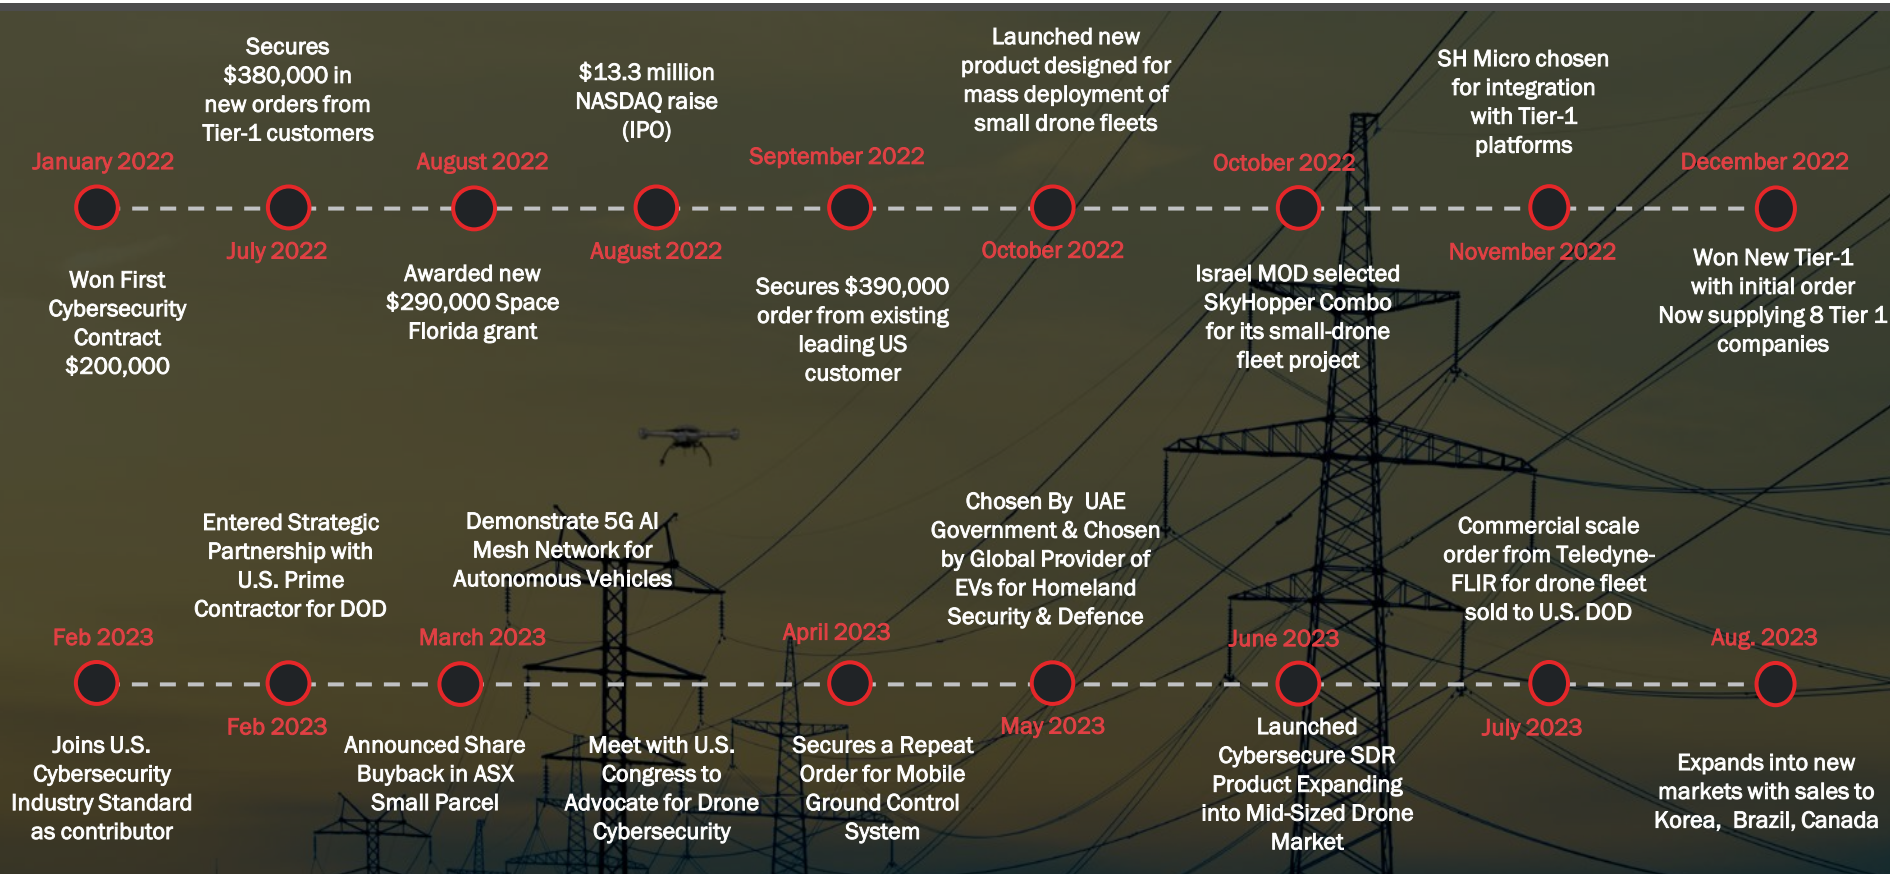 January 2022
Won First
Cybersecurity
Contract
$200,000
Secures
$380,000 in
new orders from
Tier-1 customers
July 2022
August 2022
Awarded new
$290,000 Space
Florida grant
$13.3 million
NASDAQ raise
(IPO)
August 2022
September 2022
Secures $390,000
order from existing
leading US
customer
Launched new
product designed for
mass deployment of
small drone fleets
October 2022
October 2022
Israel MOD selected
SkyHopper Combo
for its small-drone
fleet project
SH Micro chosen
for integration
with Tier-1
platforms
November 2022
December 2022
Won New Tier-1
with initial order
Now supplying 8 Tier 1
companies
Feb 2023
Joins U.S.
Cybersecurity
Industry Standard
as contributor
Entered Strategic
Partnership with
U.S. Prime
Contractor for DOD
Feb 2023
Demonstrate 5G AI
Mesh Network for
Autonomous Vehicles
March 2023
Announced Share
Buyback in ASX
Small Parcel
Meet with U.S.
Congress to
Advocate for Drone
Cybersecurity
April 2023
Secures a Repeat
Order for Mobile
Ground Control
System
Chosen By UAE
Government & Chosen
by Global Provider of
EVs for Homeland
Security & Defence
May 2023
June 2023
Launched
Cybersecure SDR
Product Expanding
into Mid-Sized Drone
Market
Commercial scale
order from Teledyne-
FLIR for drone fleet
sold to U.S. DOD
July 2023
Aug. 2023
Expands into new
markets with sales to
Korea, Brazil, Canada